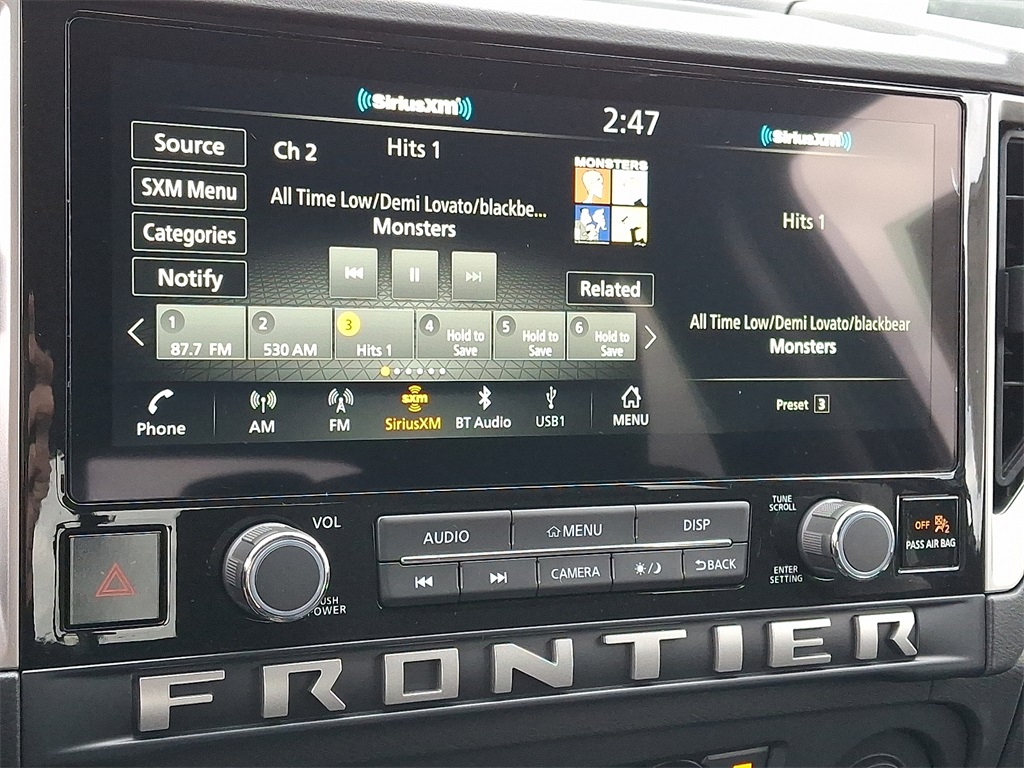 SiriusXM
2:47
SiriusXM
Source
Ch 2
Hits 1
MONSTERS
SXM Menu
All Time Low/Demi Lovato/blackbe...
Hits 1
Categories
Monsters
Notify
Related
1
87.7 FM
2
530 AM
3
Hits 1
4
Hold to
Save
5
Hold to
Save
6
Hold to
Save
All Time Low/Demi Lovato/blackbear
Monsters
Preset 3
Phone
AM
FM
sxm
SiriusXM
BT Audio
USB1
MENU
VOL
AUDIO
MENU
DISP
TUNE
SCROLL
OFF
2
PASS AIR BAG
CAMERA
BACK
ENTER
SETTING
FRONTIER